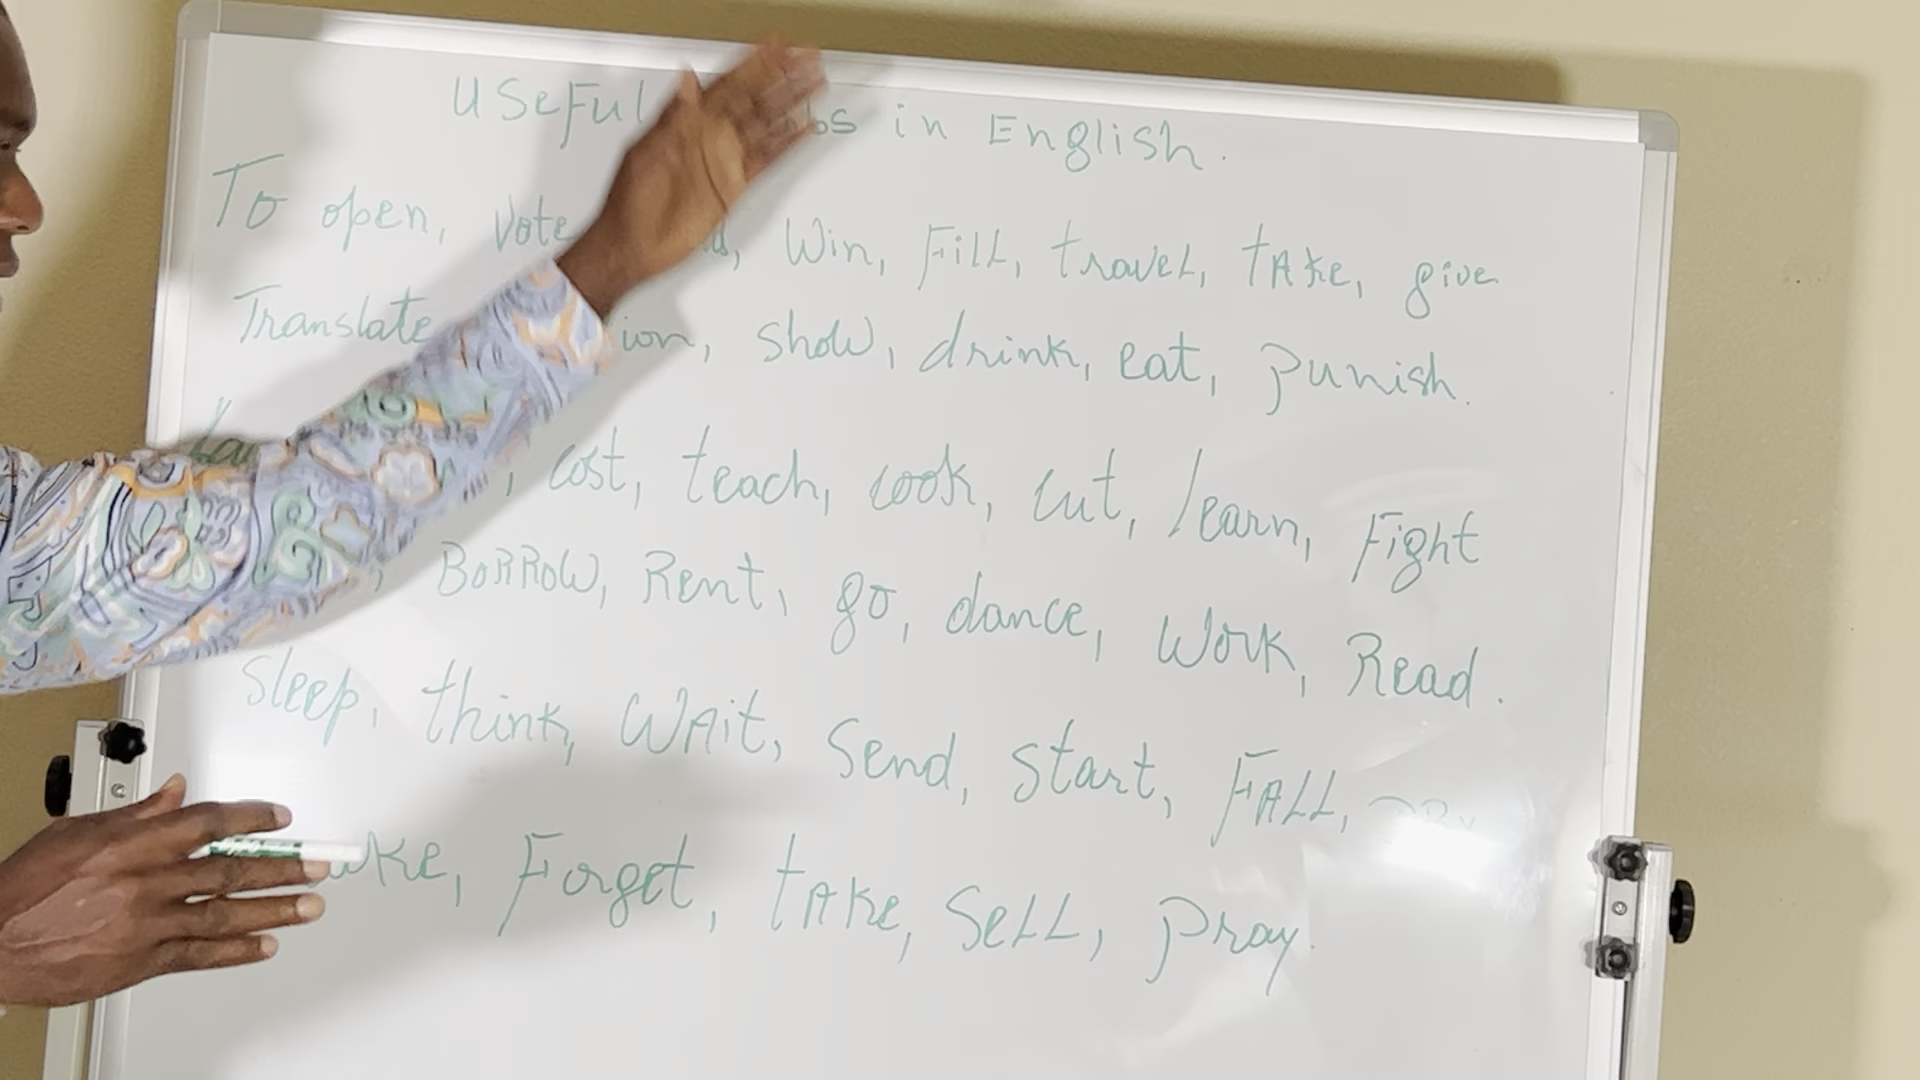 USeFul in English.
To open, Vote Win, Fill, travel, tAke, give
Translate show, drink, eat, punish.
cost, teach, cook, cut, learn, Fight
BoRRoW, Rent, go, dance, Work, Read.
Sleep, think, WAit, Send, Start, FALL,
Forget, tAke, SeLL, pray.